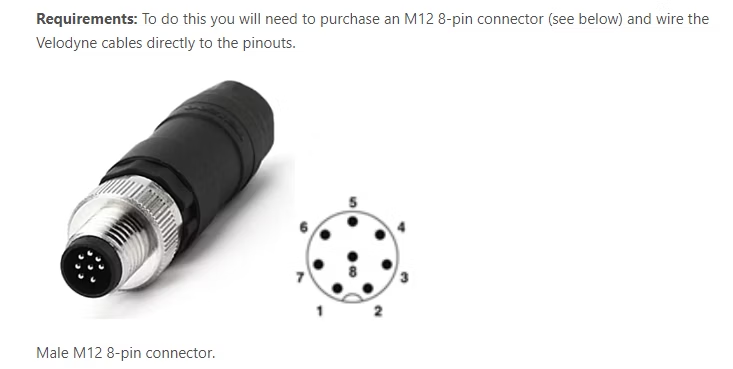 Requirements: To do this you will need to purchase an M12 8-pin connector (see below) and wire the
Velodyne cables directly to the pinouts.
5
6 4
8
7 3
1 2
Male M12 8-pin connector.